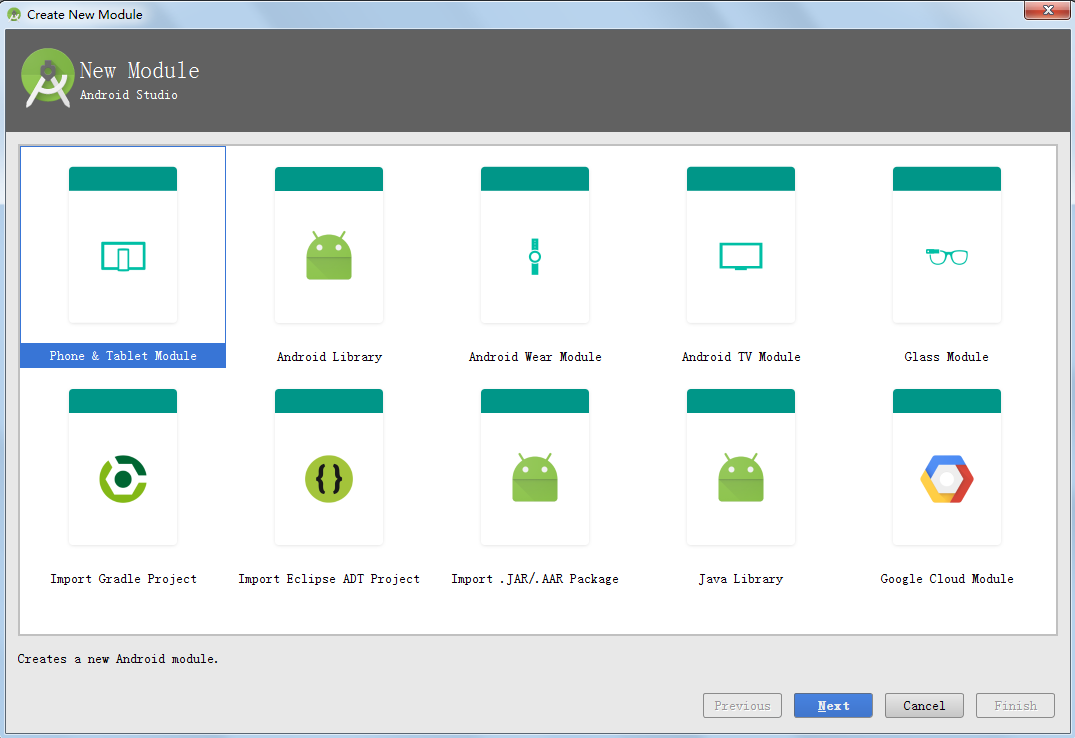 Create New Module
New Module
Android Studio
Phone & Tablet Module
Android Library
Android Wear Module
Android TV Module
Glass Module
{}
Import Gradle Project
Import Eclipse ADT Project
Import .JAR/.AAR Package
Java Library
Google Cloud Module
Creates a new Android module.
Previous
Next
Cancel
Finish